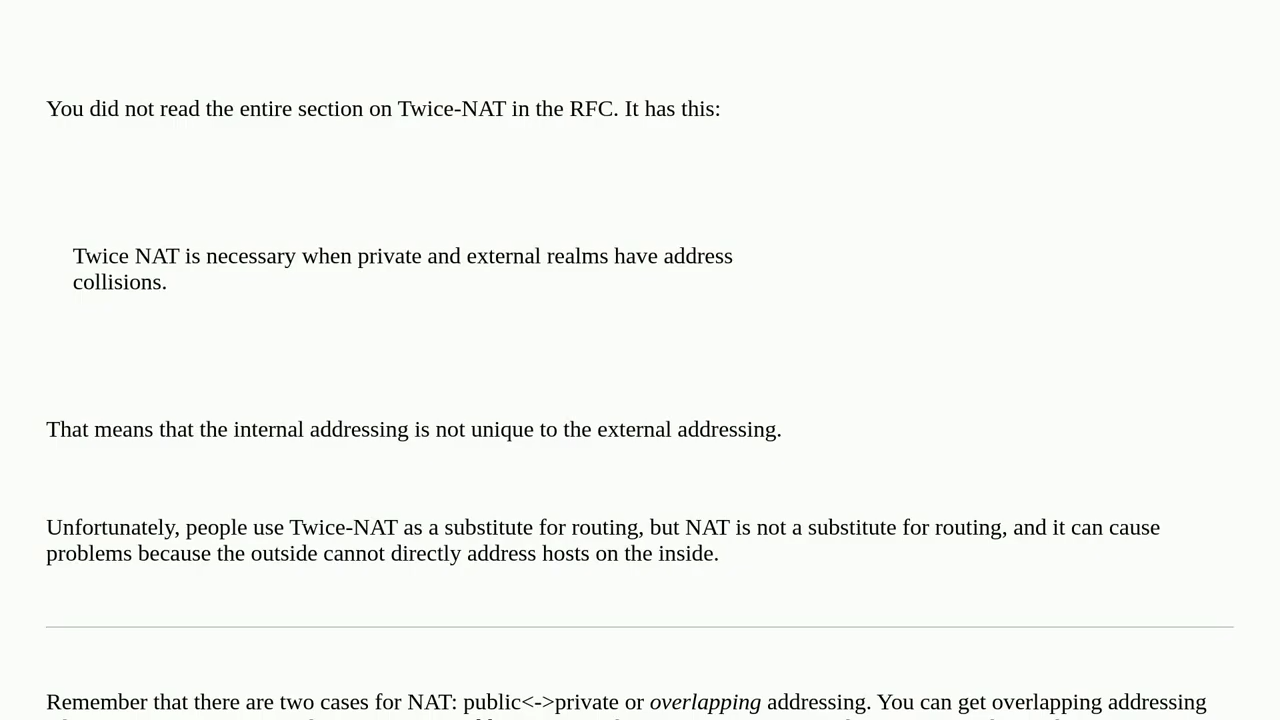 You did not read the entire section on Twice-NAT in the RFC. It has this:
Twice NAT is necessary when private and external realms have address
collisions.
That means that the internal addressing is not unique to the external addressing.
Unfortunately, people use Twice-NAT as a substitute for routing, but NAT is not a substitute for routing, and it can cause
problems because the outside cannot directly address hosts on the inside.
Remember that there are two cases for NAT: public<->private or overlapping addressing. You can get overlapping addressing